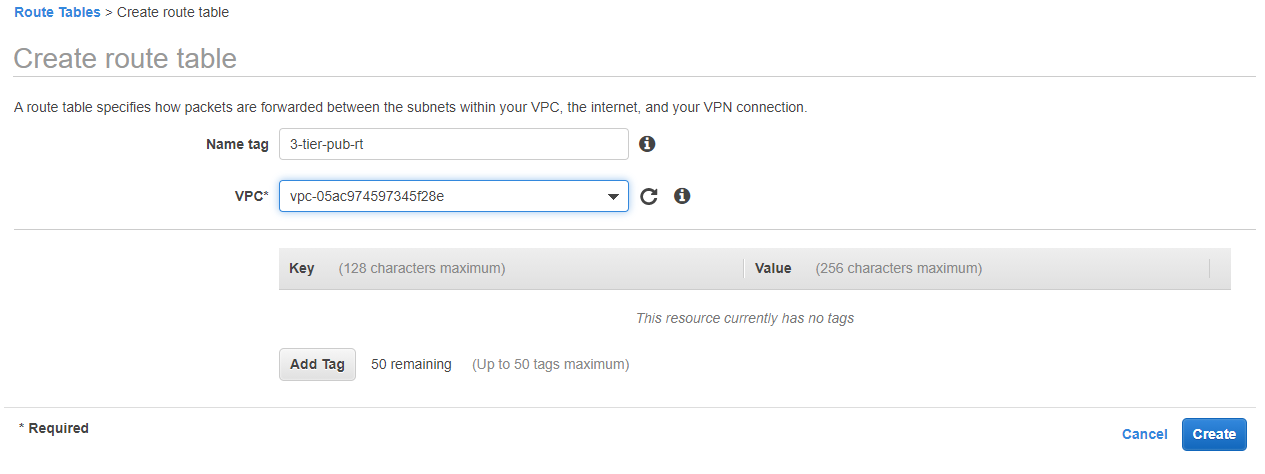 Route Tables > Create route table
Create route table
A route table specifies how packets are forwarded between the subnets within your VPC, the internet, and your VPN connection.
Name tag 3-tier-pub-rt
VPC* vpc-05ac974597345f28e
Key (128 characters maximum) Value (256 characters maximum)
This resource currently has no tags
Add Tag 50 remaining (Up to 50 tags maximum)
* Required
Cancel Create